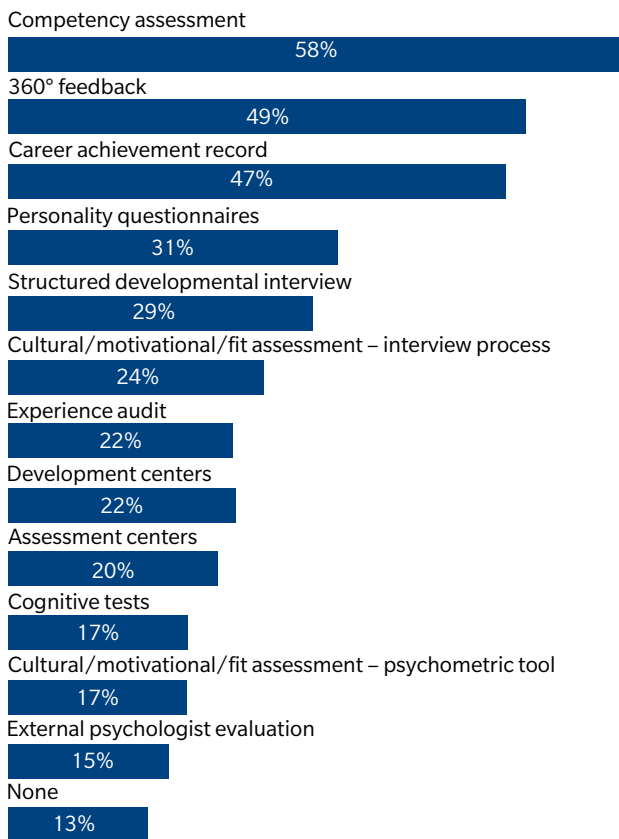 Competency assessment
58%
360° feedback
49%
Career achievement record
47%
Personality questionnaires
31%
Structured developmental interview
29%
Cultural/motivational/fit assessment – interview process
24%
Experience audit
22%
Development centers
22%
Assessment centers
20%
Cognitive tests
17%
Cultural/motivational/fit assessment – psychometric tool
17%
External psychologist evaluation
15%
None
13%